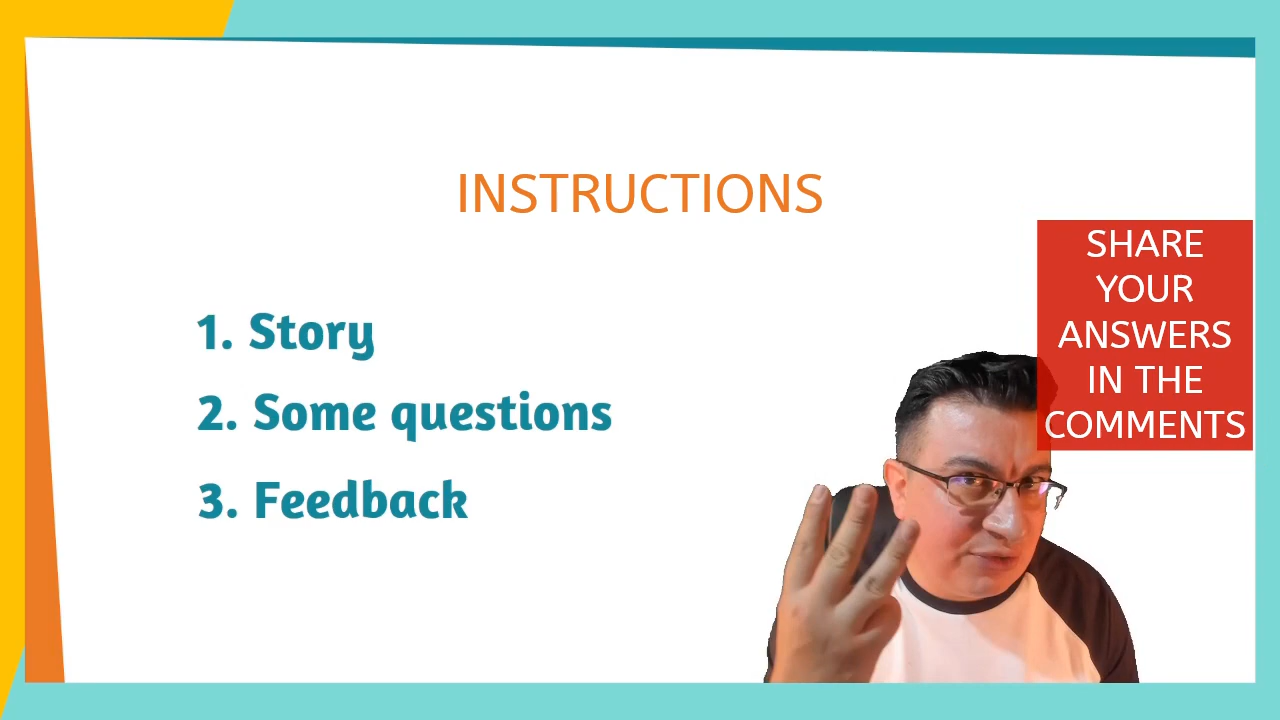 INSTRUCTIONS
1. Story
2. Some questions
3. Feedback
SHARE
YOUR
ANSWERS
IN THE
COMMENTS